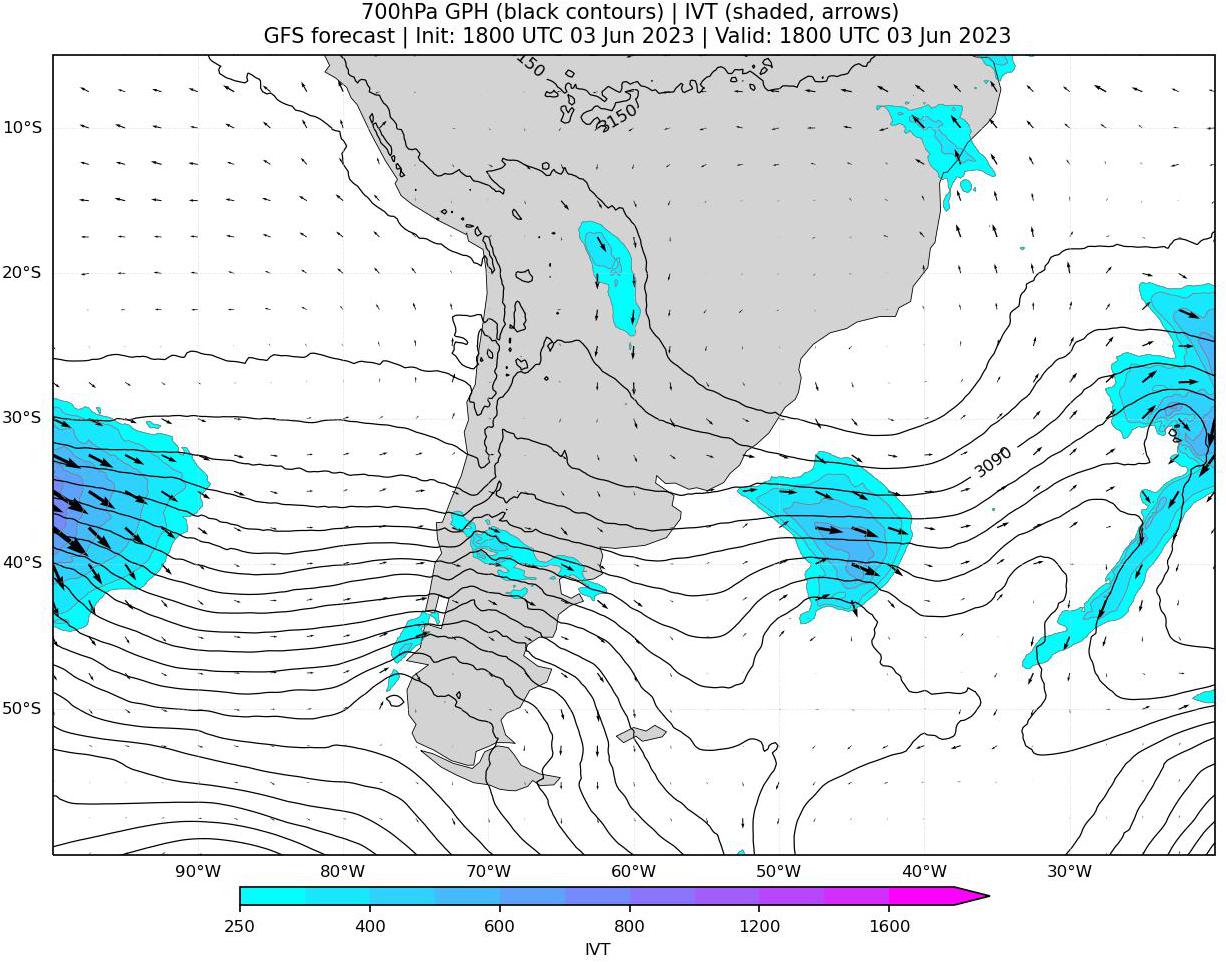 700hPa GPH (black contours) | IVT (shaded, arrows)
GFS forecast | Init: 1800 UTC 03 Jun 2023 | Valid: 1800 UTC 03 Jun 2023
150
3150
10°S
20°S
30°S
3090
40°S
50°S
90°W 80°W 70°W 60°W 50°W 40°W 30°W
250 400 600 800 1200 1600
IVT